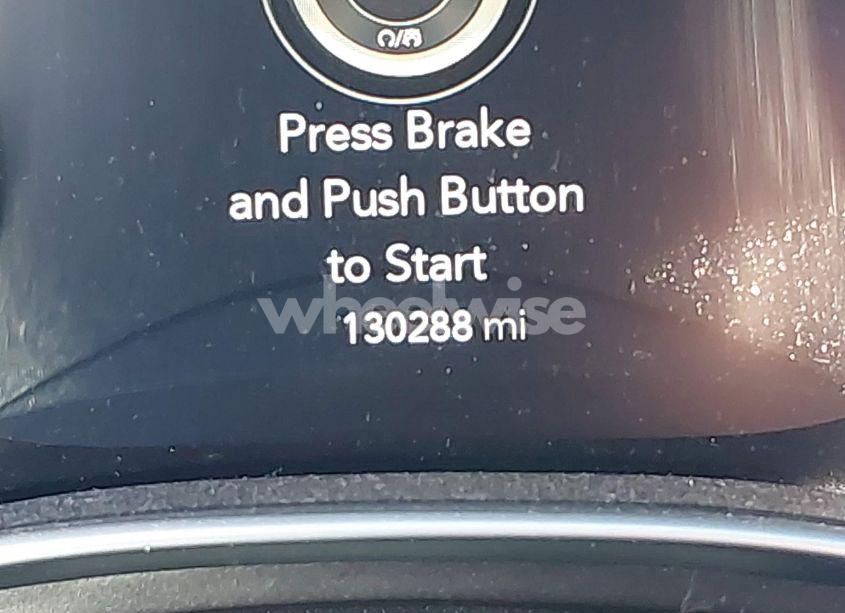 Press Brake
and Push Button
to Start
wheelwise
130288 mi